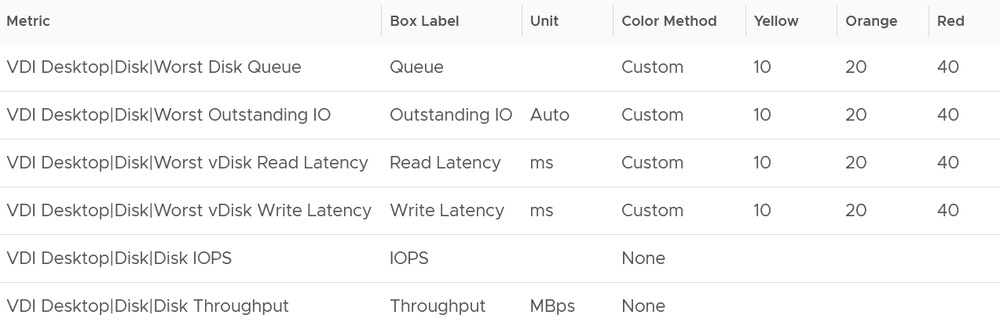 Metric Box Label Unit Color Method Yellow Orange Red
VDI Desktop|Disk|Worst Disk Queue Queue Custom 10 20 40
VDI Desktop|Disk|Worst Outstanding IO Outstanding IO Auto Custom 10 20 40
VDI Desktop|Disk|Worst vDisk Read Latency Read Latency ms Custom 10 20 40
VDI Desktop|Disk|Worst vDisk Write Latency Write Latency ms Custom 10 20 40
VDI Desktop|Disk|Disk IOPS IOPS None
VDI Desktop|Disk|Disk Throughput Throughput MBps None